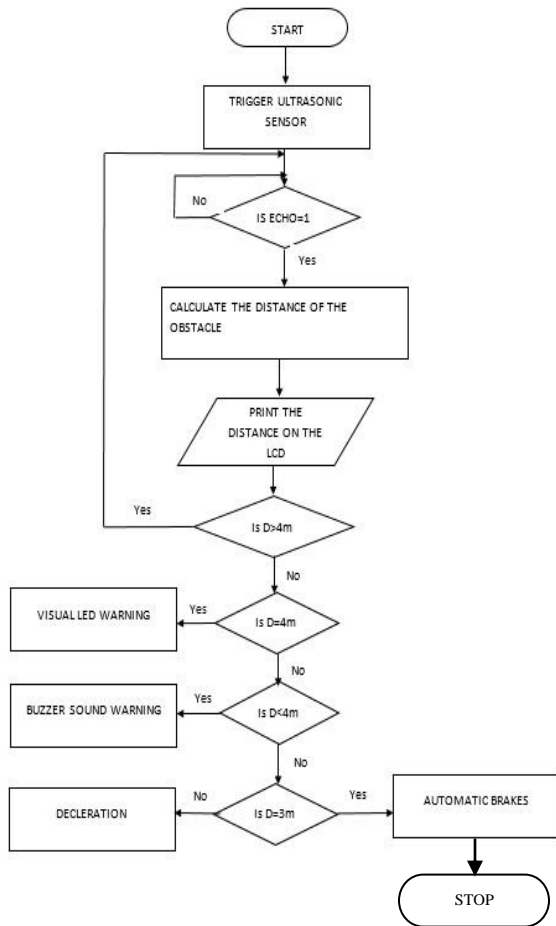 START
TRIGGER ULTRASONIC
SENSOR
No
IS ECHO=1
Yes
CALCULATE THE DISTANCE OF THE
OBSTACLE
PRINT THE
DISTANCE ON THE
LCD
Yes
Is D>4m
No
VISUAL LED WARNING
Yes
Is D=4m
No
BUZZER SOUND WARNING
Yes
Is D<4m
No
DECLERATION
No
Is D=3m
Yes
AUTOMATIC BRAKES
STOP